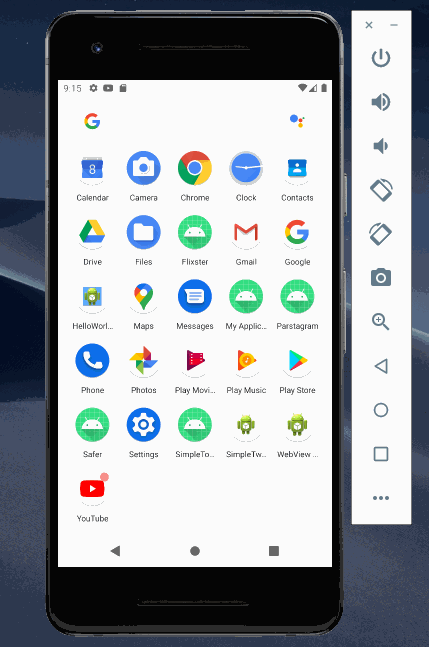 9:15
Calendar Camera Chrome Clock Contacts
Drive Files Flixster Gmail Google
HelloWorl... Maps Messages My Applic... Parstagram
Phone Photos Play Movi... Play Music Play Store
Safer Settings SimpleTo... SimpleTw... WebView ...
YouTube